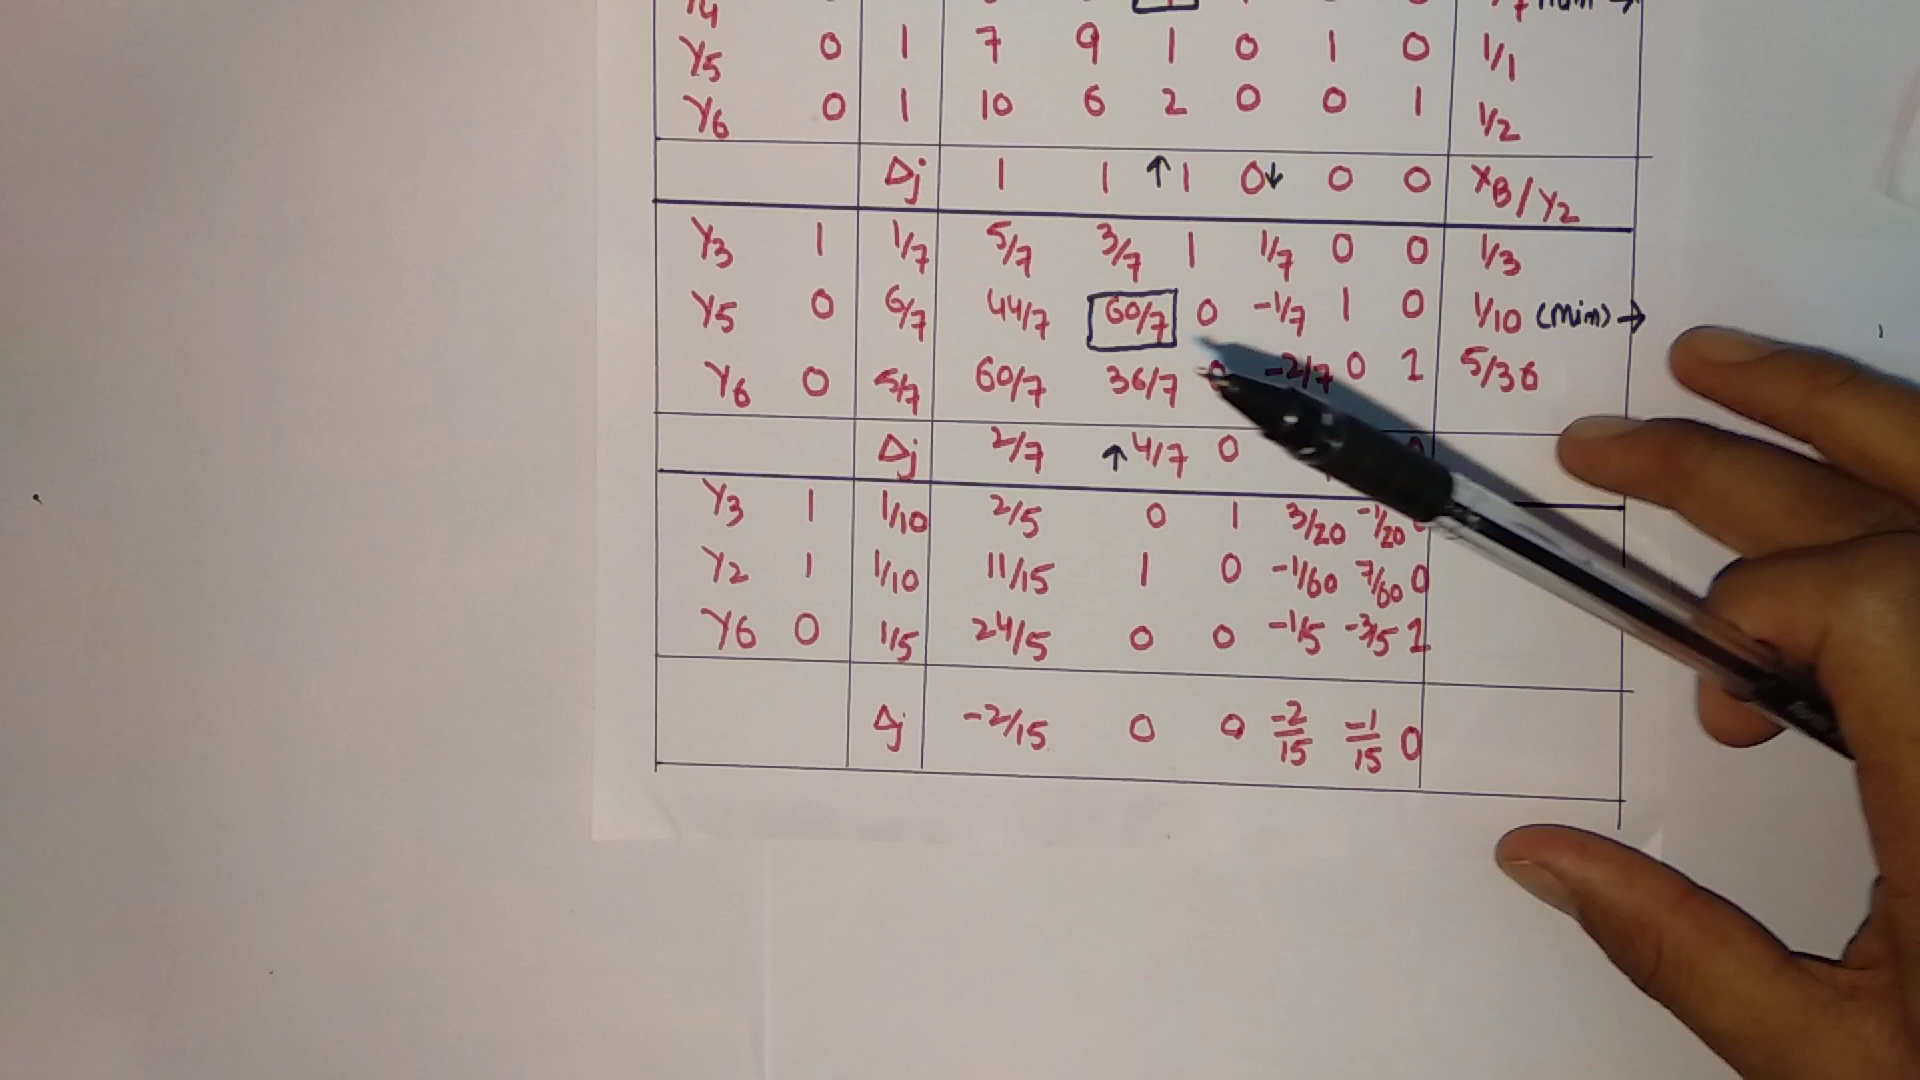 Y4
Y5 0 1 7 9 1 0 1 0 1/1
Y6 0 1 10 6 2 0 0 1 1/2
Δj 1 1 ↑1 0↓ 0 0 XB/Y2
Y3 1 1/7 5/7 3/7 1 1/7 0 0 1/3
Y5 0 6/7 44/7 60/7 0 -1/7 1 0 1/10 (min)→
Y6 0 5/7 60/7 36/7 0 -2/7 0 1 5/36
Δj 2/7 ↑4/7 0
Y3 1 1/10 2/5 0 1 3/20 -1/20
Y2 1 1/10 11/15 1 0 -1/60 7/60 0
Y6 0 1/5 24/5 0 0 -1/5 -3/5 1
Δj -2/15 0 0 -2/15 -1/15 0